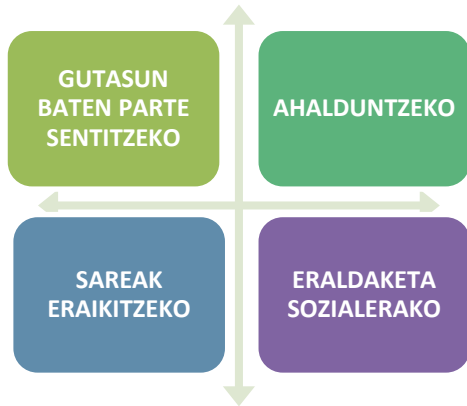 GUTASUN
BATEN PARTE
SENTITZEKO
AHALDUNTZEKO
SAREAK
ERAIKITZEKO
ERALDAKETA
SOZIALERAKO